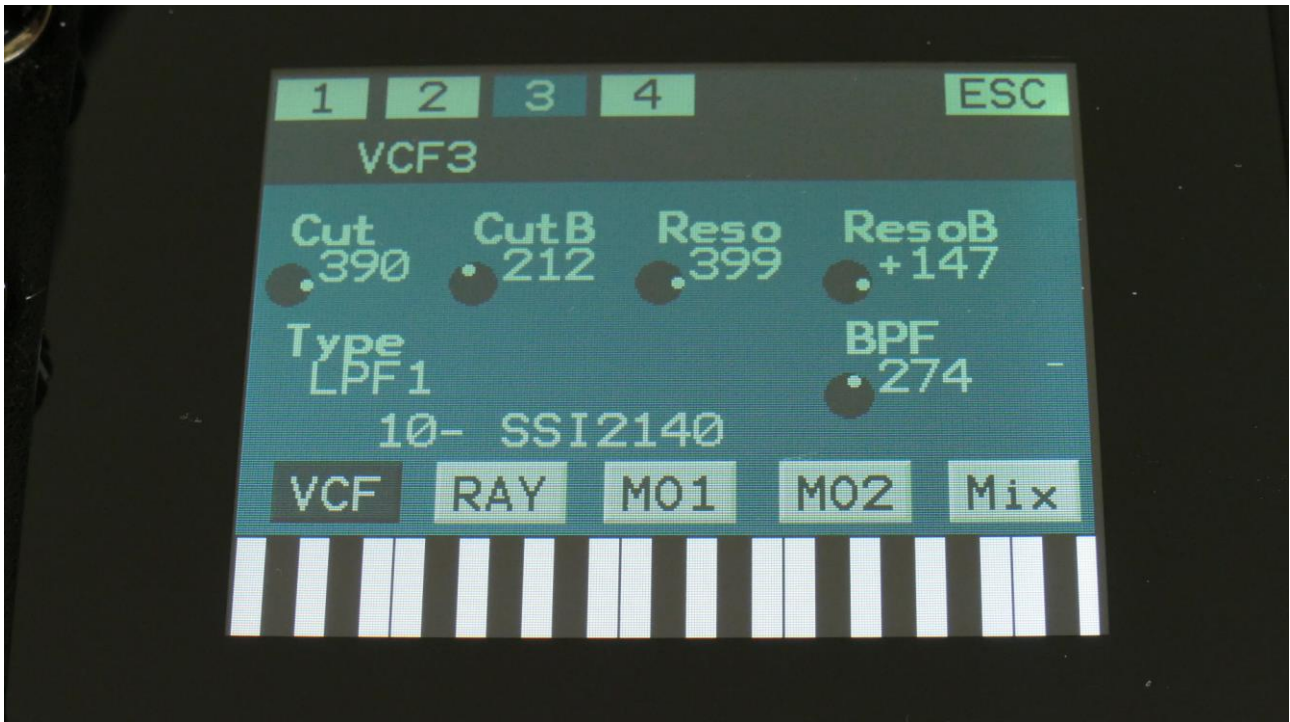 1 2 3 4 ESC
VCF3
Cut CutB Reso ResoB
390 212 399 +147
Type BPF
LPF1 274 -
10- SSI2140
VCF RAY MO1 MO2 Mix